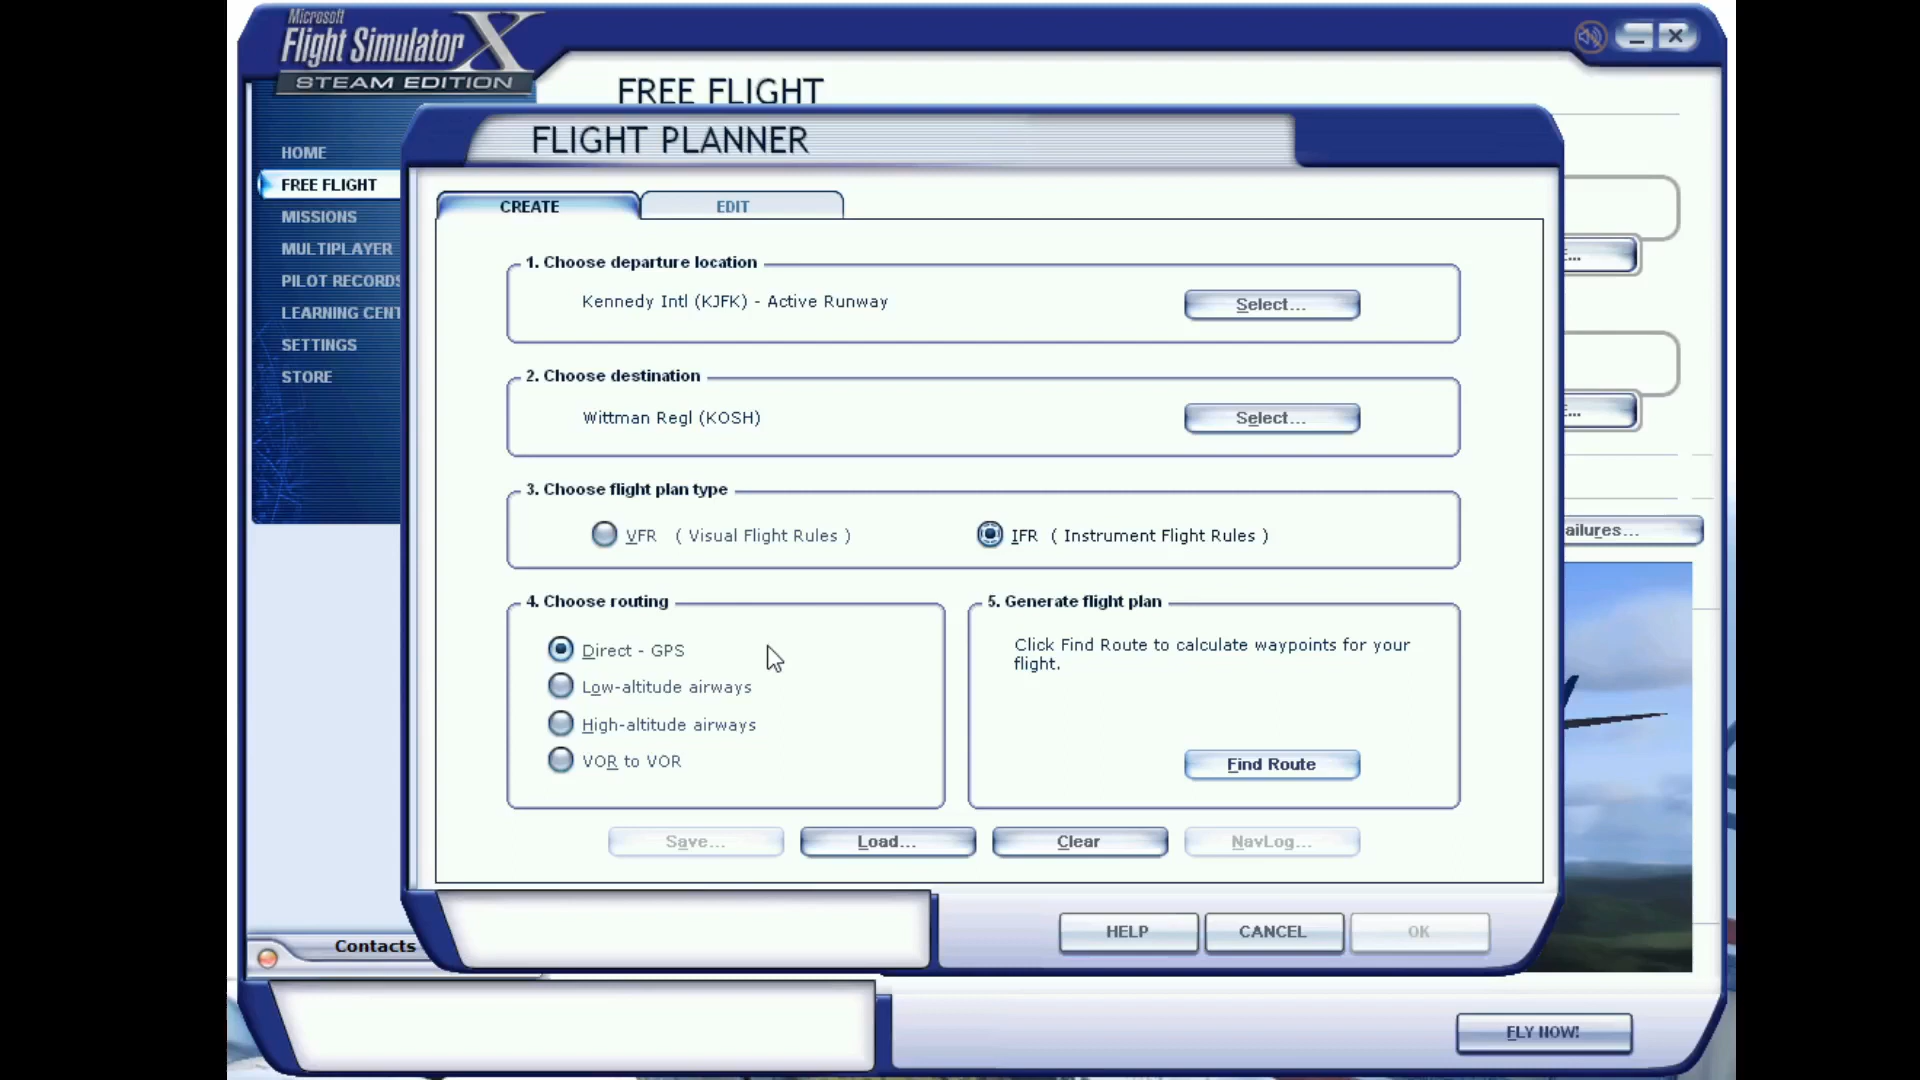 Microsoft
Flight Simulator X
STEAM EDITION
FREE FLIGHT
FLIGHT PLANNER
HOME
FREE FLIGHT
MISSIONS
MULTIPLAYER
PILOT RECORDS
LEARNING CENT
SETTINGS
STORE
CREATE
EDIT
1. Choose departure location
Kennedy Intl (KJFK) - Active Runway
Select...
2. Choose destination
Wittman Regl (KOSH)
Select...
3. Choose flight plan type
VFR ( Visual Flight Rules )
IFR ( Instrument Flight Rules )
4. Choose routing
Direct - GPS
Low-altitude airways
High-altitude airways
VOR to VOR
5. Generate flight plan
Click Find Route to calculate waypoints for your
flight.
Find Route
Save...
Load...
Clear
NavLog...
ailures...
HELP
CANCEL
OK
Contacts
FLY NOW!